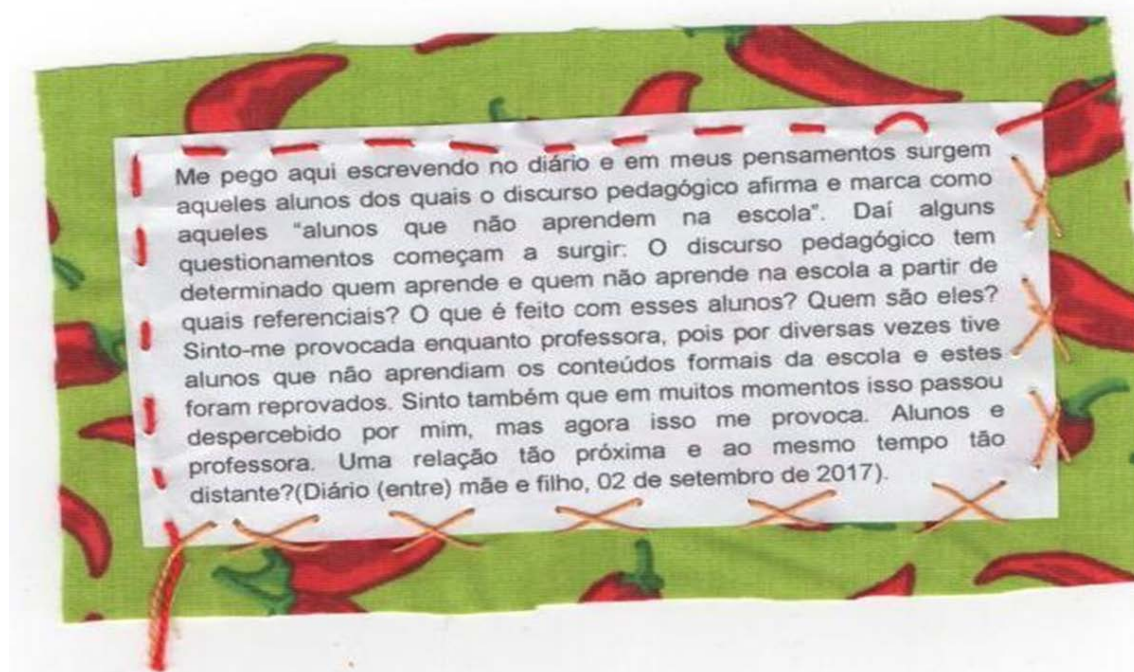 Me pego aqui escrevendo no diário e em meus pensamentos surgem
aqueles alunos dos quais o discurso pedagógico afirma e marca como
aqueles “alunos que não aprendem na escola”. Daí alguns
questionamentos começam a surgir: O discurso pedagógico tem
determinado quem aprende e quem não aprende na escola a partir de
quais referenciais? O que é feito com esses alunos? Quem são eles?
Sinto-me provocada enquanto professora, pois por diversas vezes tive
alunos que não aprendiam os conteúdos formais da escola e estes
foram reprovados. Sinto também que em muitos momentos isso passou
despercebido por mim, mas agora isso me provoca. Alunos e
professora. Uma relação tão próxima e ao mesmo tempo tão
distante?(Diário (entre) mãe e filho, 02 de setembro de 2017).